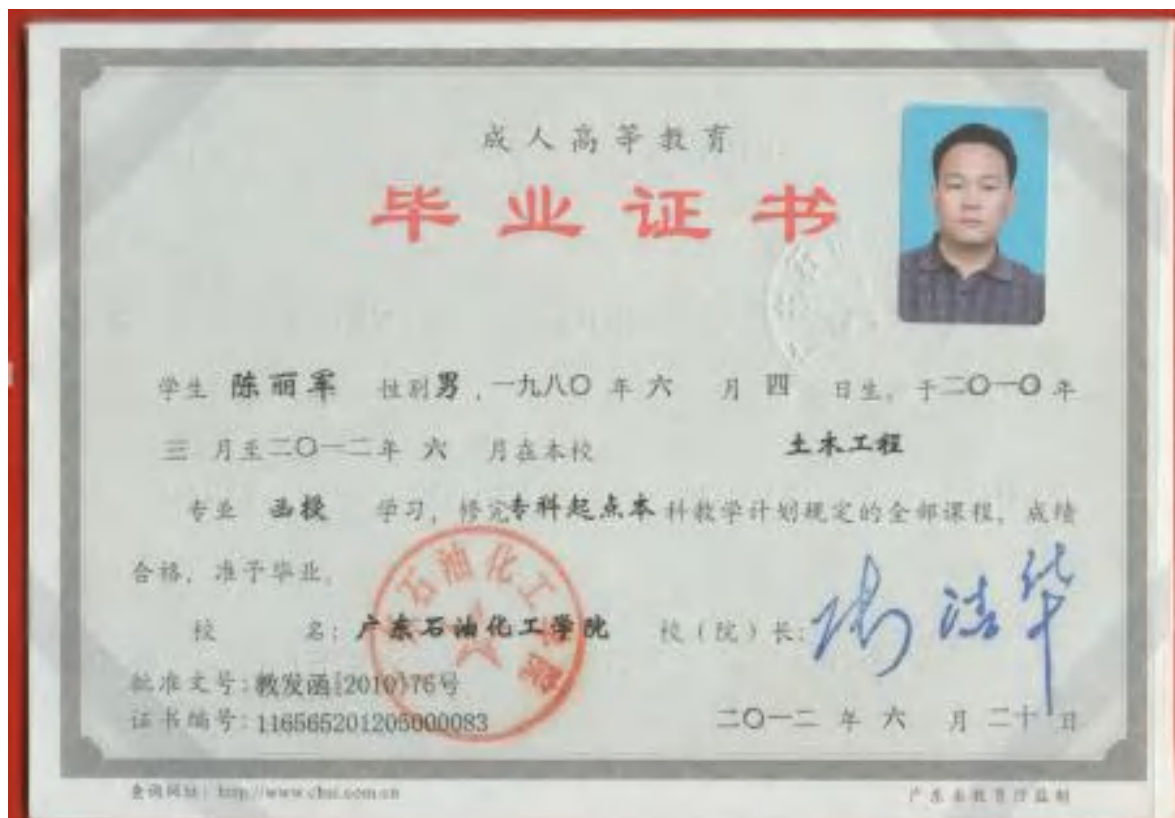 成人高等教育
毕业证书
学生 陈丽军 性别 男 , 一九八〇 年 六 月 四 日生, 于二〇一〇年
三 月至二〇一二年 六 月在本校 土木工程
专业 函授 学习, 修完专科起点本科教学计划规定的全部课程, 成绩
合格, 准予毕业。
校 名: 广东石油化工学院 校(院)长:
批准文号: 教发函[2010]76号
证书编号: 116565201205000083
二〇一二 年 六 月 二十 日
查询网址: http://www.chsi.com.cn
广东省教育厅监制
石油化工学院